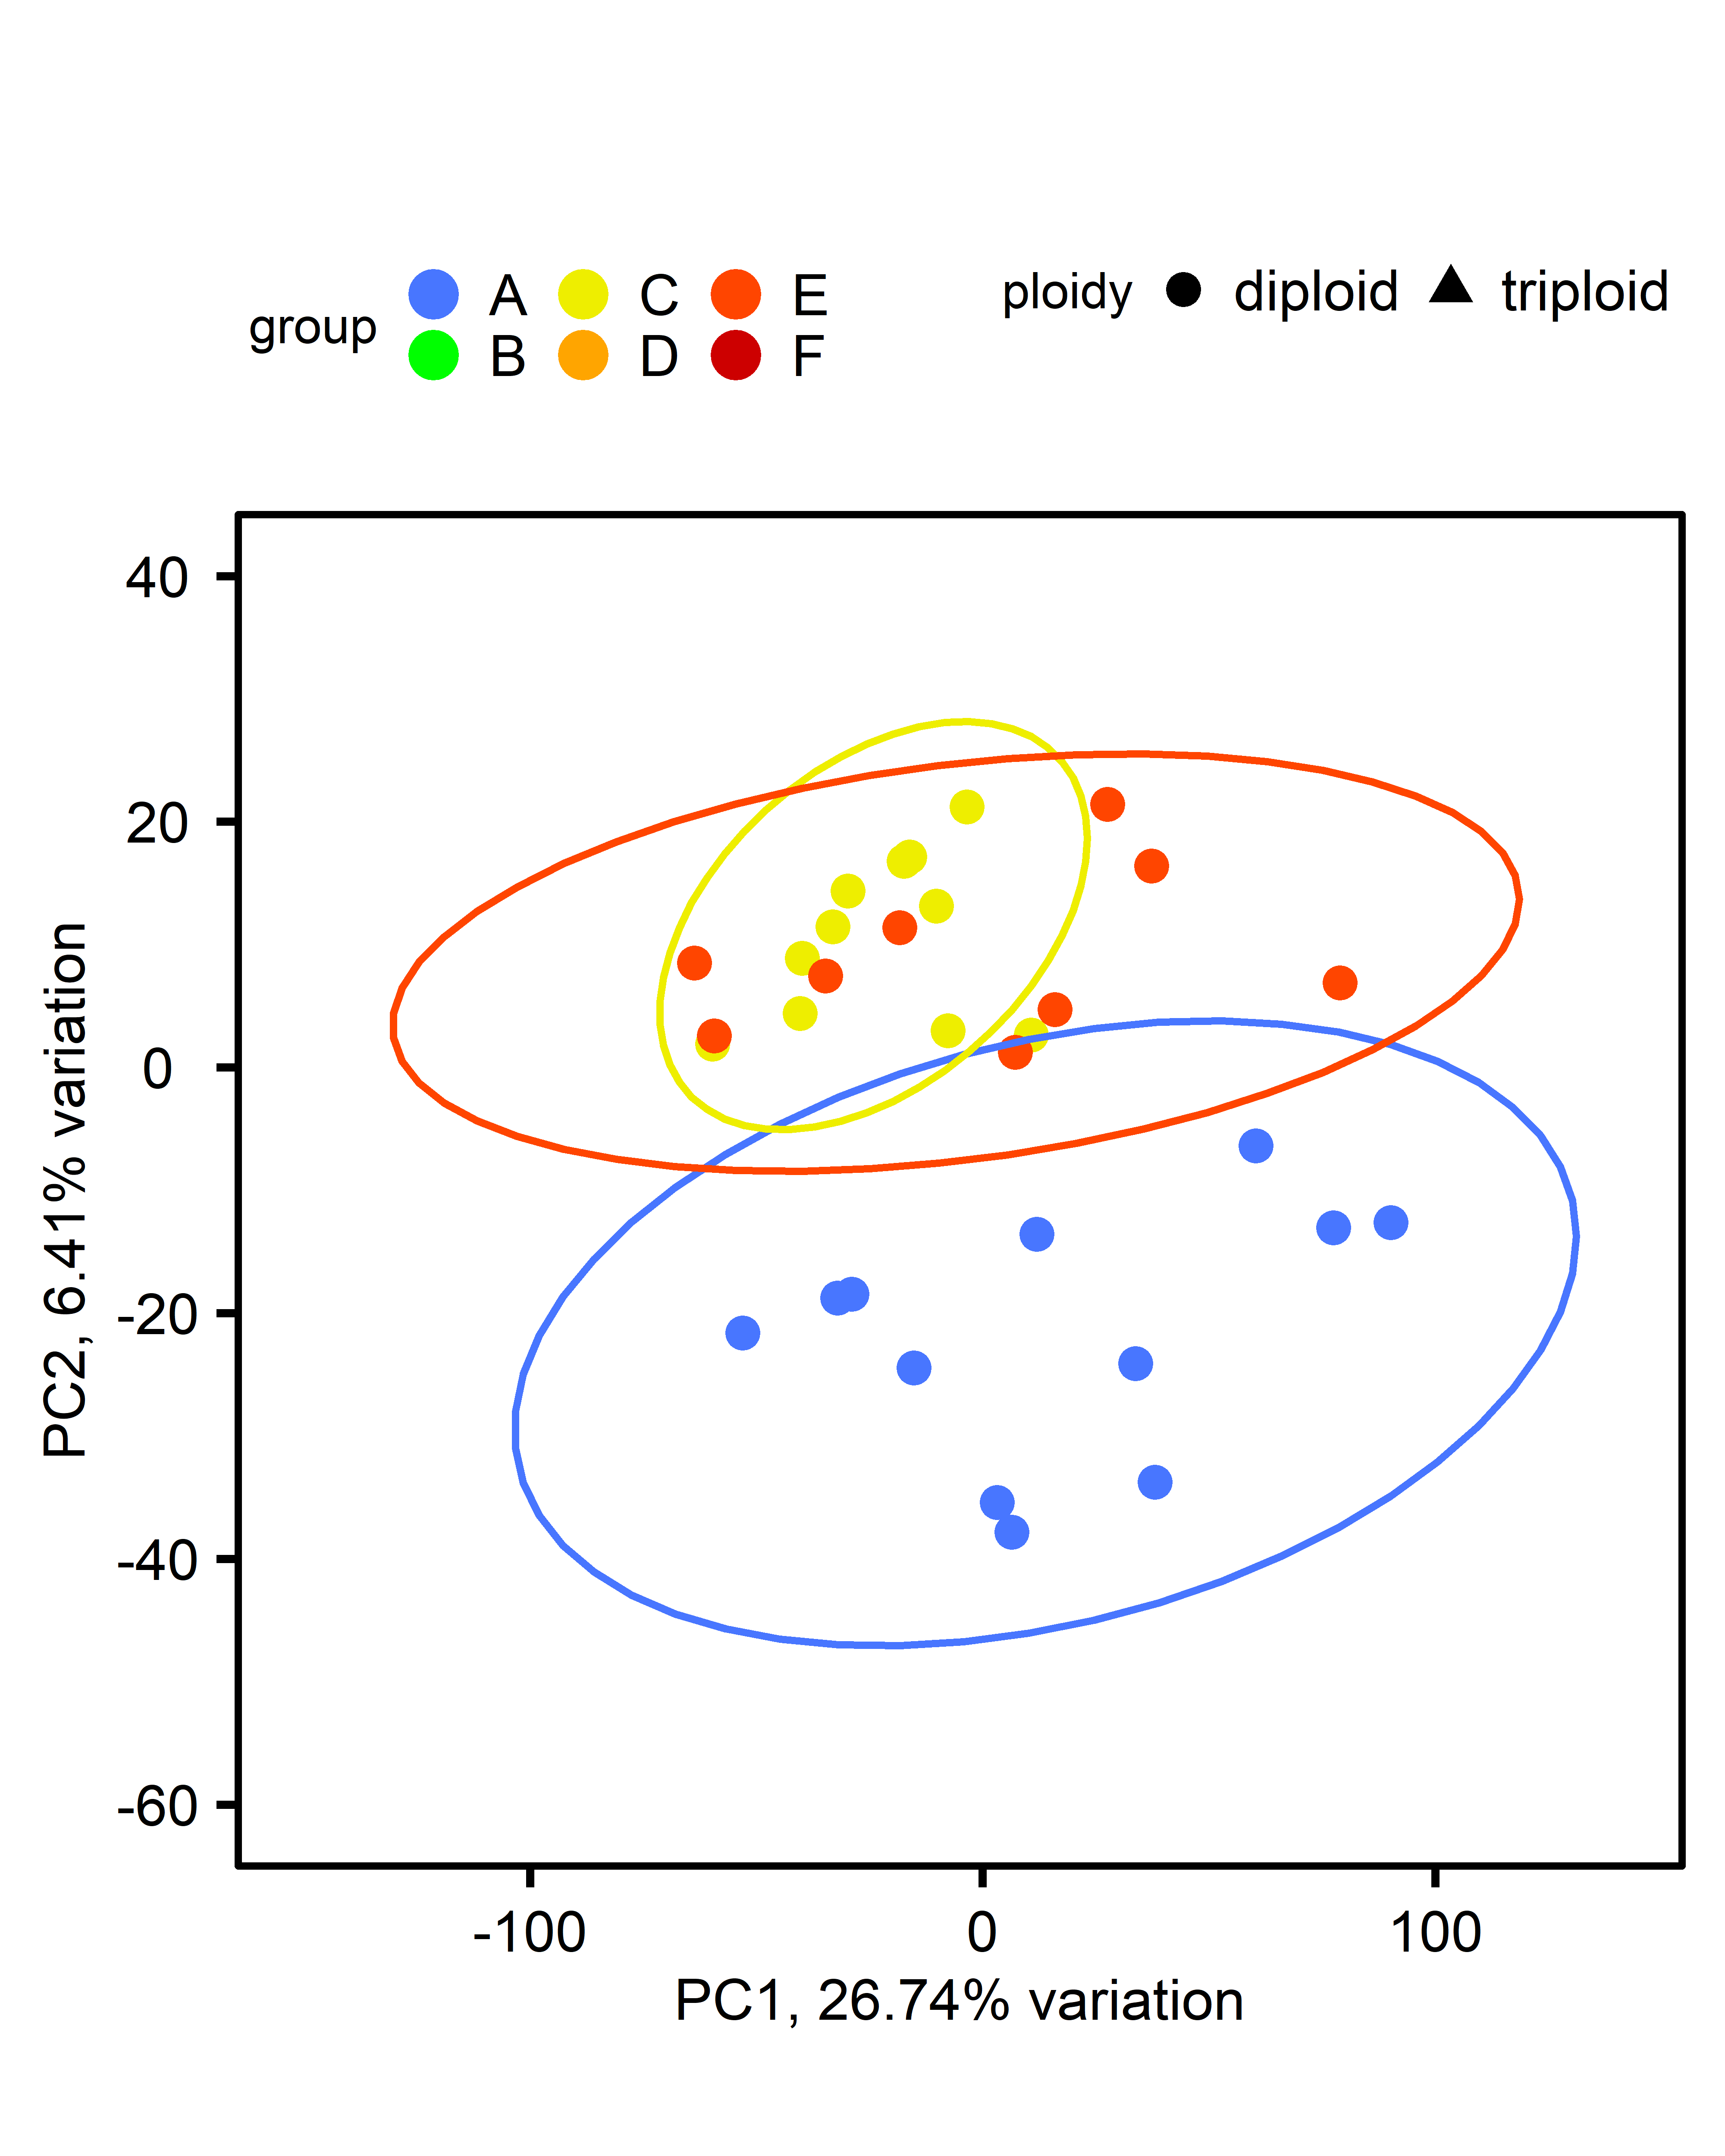 group A C E
B D F
ploidy diploid triploid
40
20
0
-20
-40
-60
PC2, 6.41% variation
-100 0 100
PC1, 26.74% variation